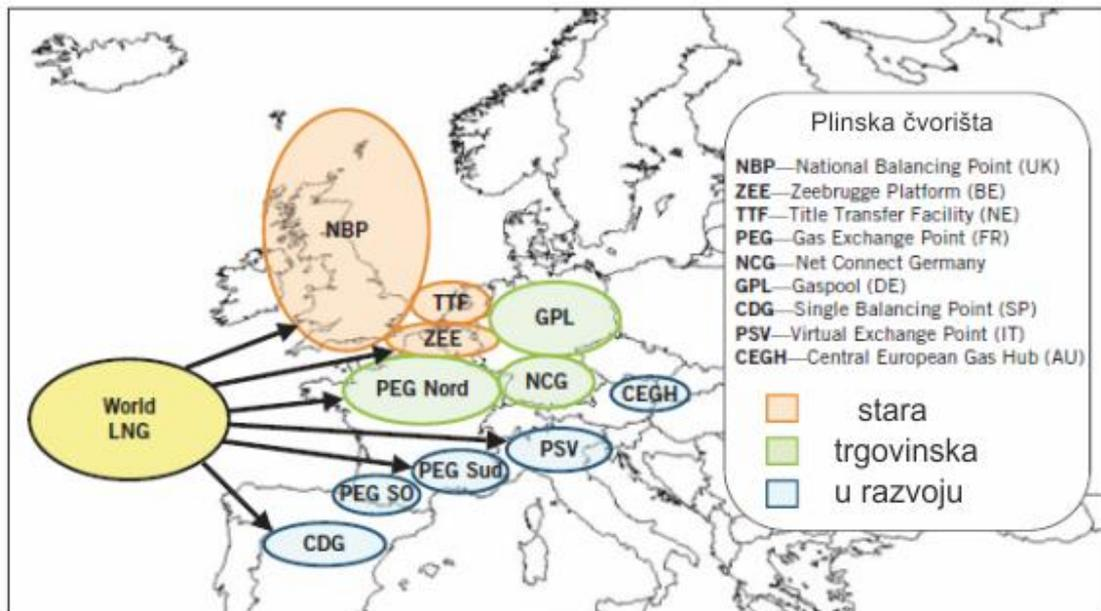 Plinska čvorišta
NBP—National Balancing Point (UK)
ZEE—Zeebrugge Platform (BE)
TTF—Title Transfer Facility (NE)
PEG—Gas Exchange Point (FR)
NCG—Net Connect Germany
GPL—Gaspool (DE)
CDG—Single Balancing Point (SP)
PSV—Virtual Exchange Point (IT)
CEGH—Central European Gas Hub (AU)
stara
trgovinska
u razvoju
NBP
TTF
GPL
ZEE
PEG Nord
NCG
CEGH
World
LNG
PSV
PEG Sud
PEG SO
CDG